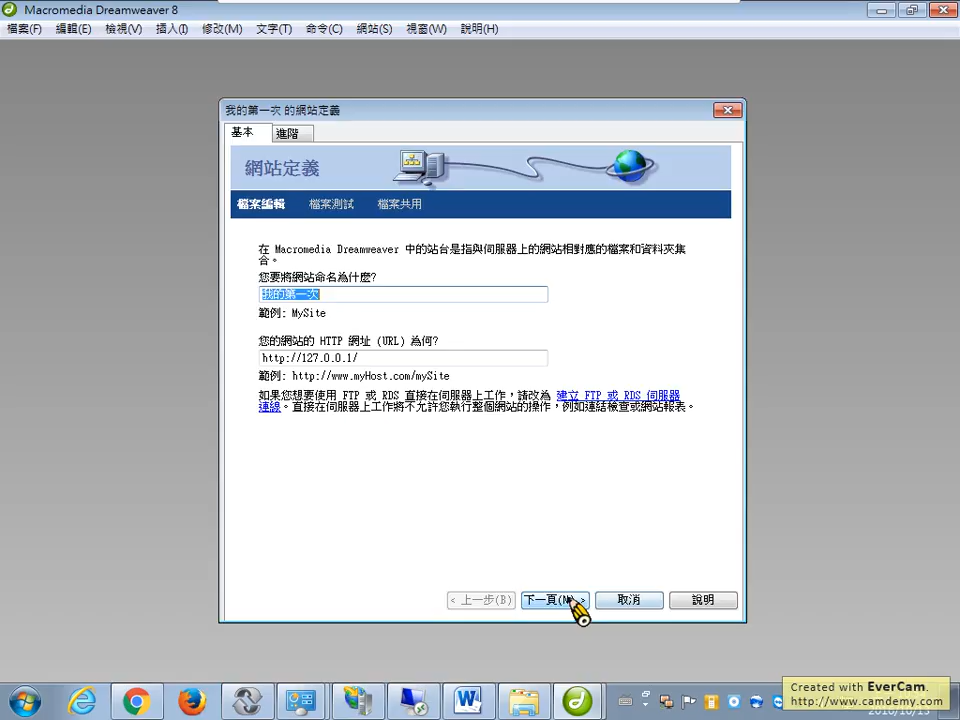 Macromedia Dreamweaver 8
檔案(F) 編輯(E) 檢視(V) 插入(I) 修改(M) 文字(T) 命令(C) 網站(S) 視窗(W) 說明(H)
我的第一次 的網站定義
基本 進階
網站定義
檔案編輯 檔案測試 檔案共用
在 Macromedia Dreamweaver 中的站台是指與伺服器上的網站相對應的檔案和資料夾集
合。
您要將網站命名為什麼?
我的第一次
範例: MySite
您的網站的 HTTP 網址 (URL) 為何?
http://127.0.0.1/
範例: http://www.myHost.com/mySite
如果您想要使用 FTP 或 RDS 直接在伺服器上工作，請改為 建立 FTP 或 RDS 伺服器
連線。直接在伺服器上工作將不允許您執行整個網站的操作，例如連結檢查或網站報表。
< 上一步(B) 下一頁(N) > 取消 說明
Created with EverCam.
http://www.camdemy.com